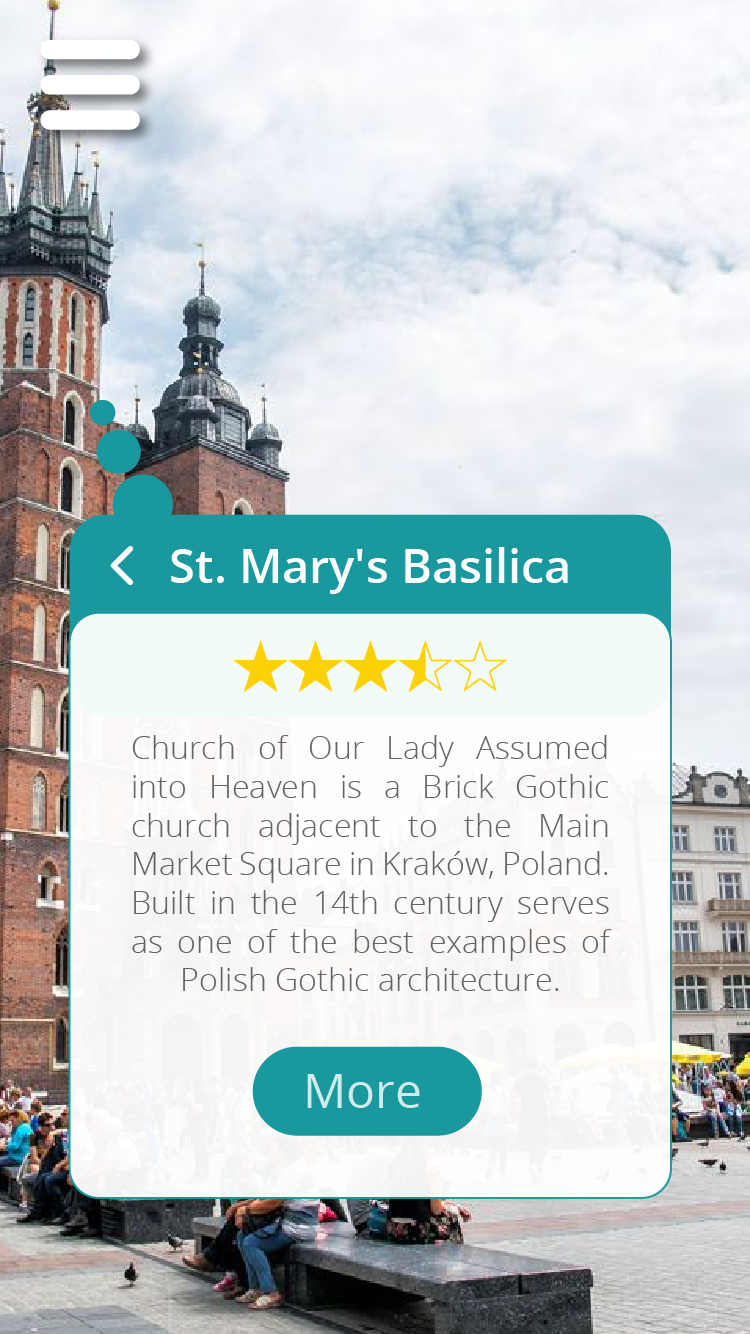 St. Mary's Basilica
Church of Our Lady Assumed
into Heaven is a Brick Gothic
church adjacent to the Main
Market Square in Kraków, Poland.
Built in the 14th century serves
as one of the best examples of
Polish Gothic architecture.
More